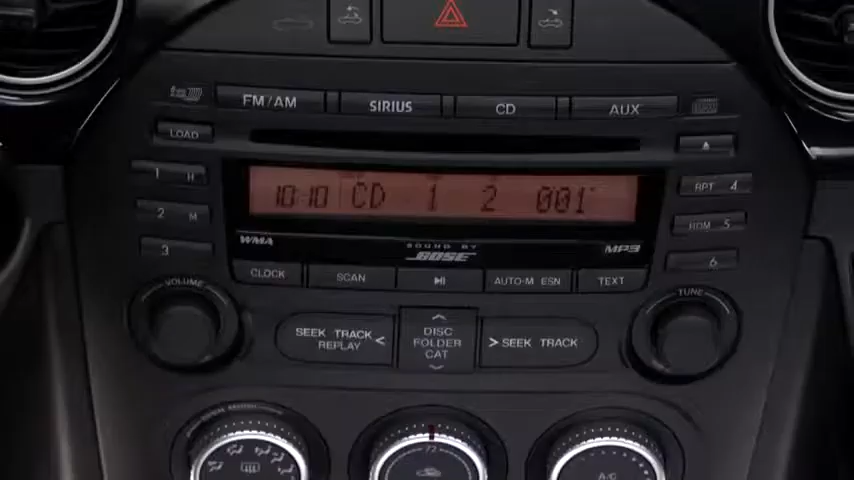 FM/AM SIRIUS CD AUX
LOAD
1 H
2 M
3
10:10 CD 1 2 001
RPT 4
RDM 5
6
WMA
SOUND BY
BOSE
MP3
CLOCK SCAN AUTO-M TEXT
VOLUME
TUNE
SEEK TRACK
REPLAY <
DISC
FOLDER
CAT
> SEEK TRACK
72
A/C